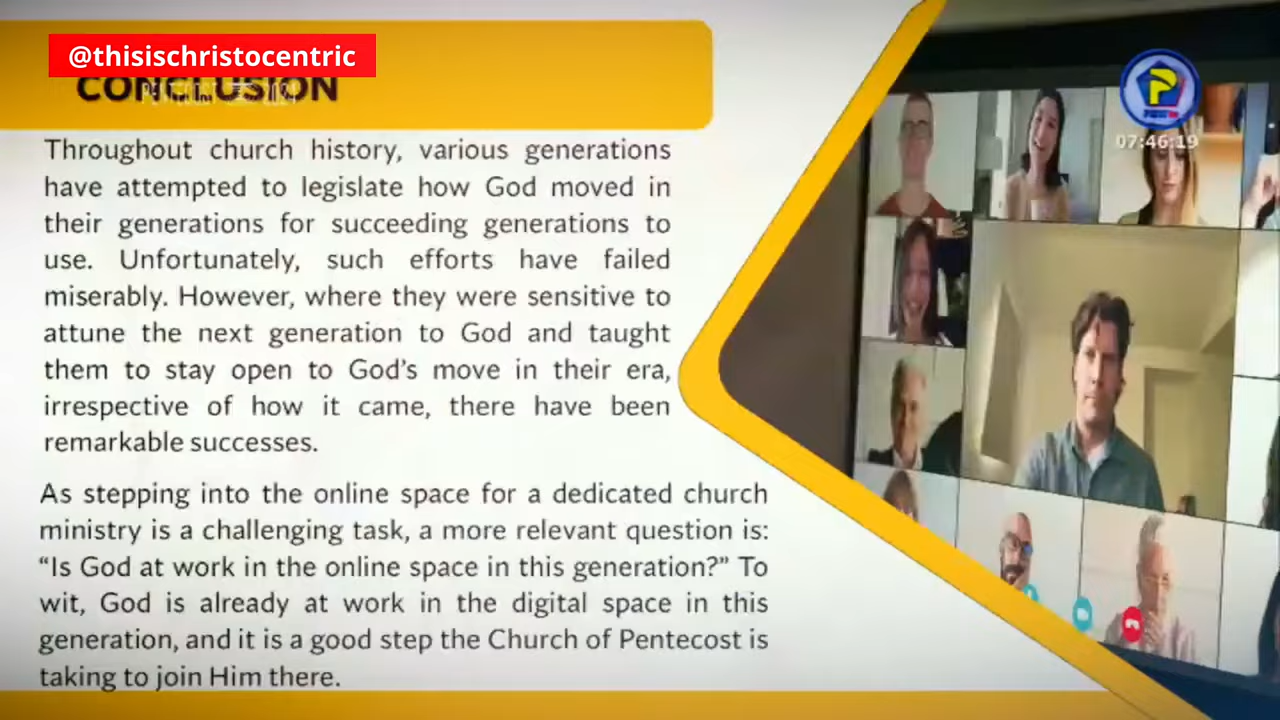 @thisischristocentric
CONCLUSION
07:46:19
Throughout church history, various generations
have attempted to legislate how God moved in
their generations for succeeding generations to
use. Unfortunately, such efforts have failed
miserably. However, where they were sensitive to
attune the next generation to God and taught
them to stay open to God’s move in their era,
irrespective of how it came, there have been
remarkable successes.
As stepping into the online space for a dedicated church
ministry is a challenging task, a more relevant question is:
“Is God at work in the online space in this generation?” To
wit, God is already at work in the digital space in this
generation, and it is a good step the Church of Pentecost is
taking to join Him there.